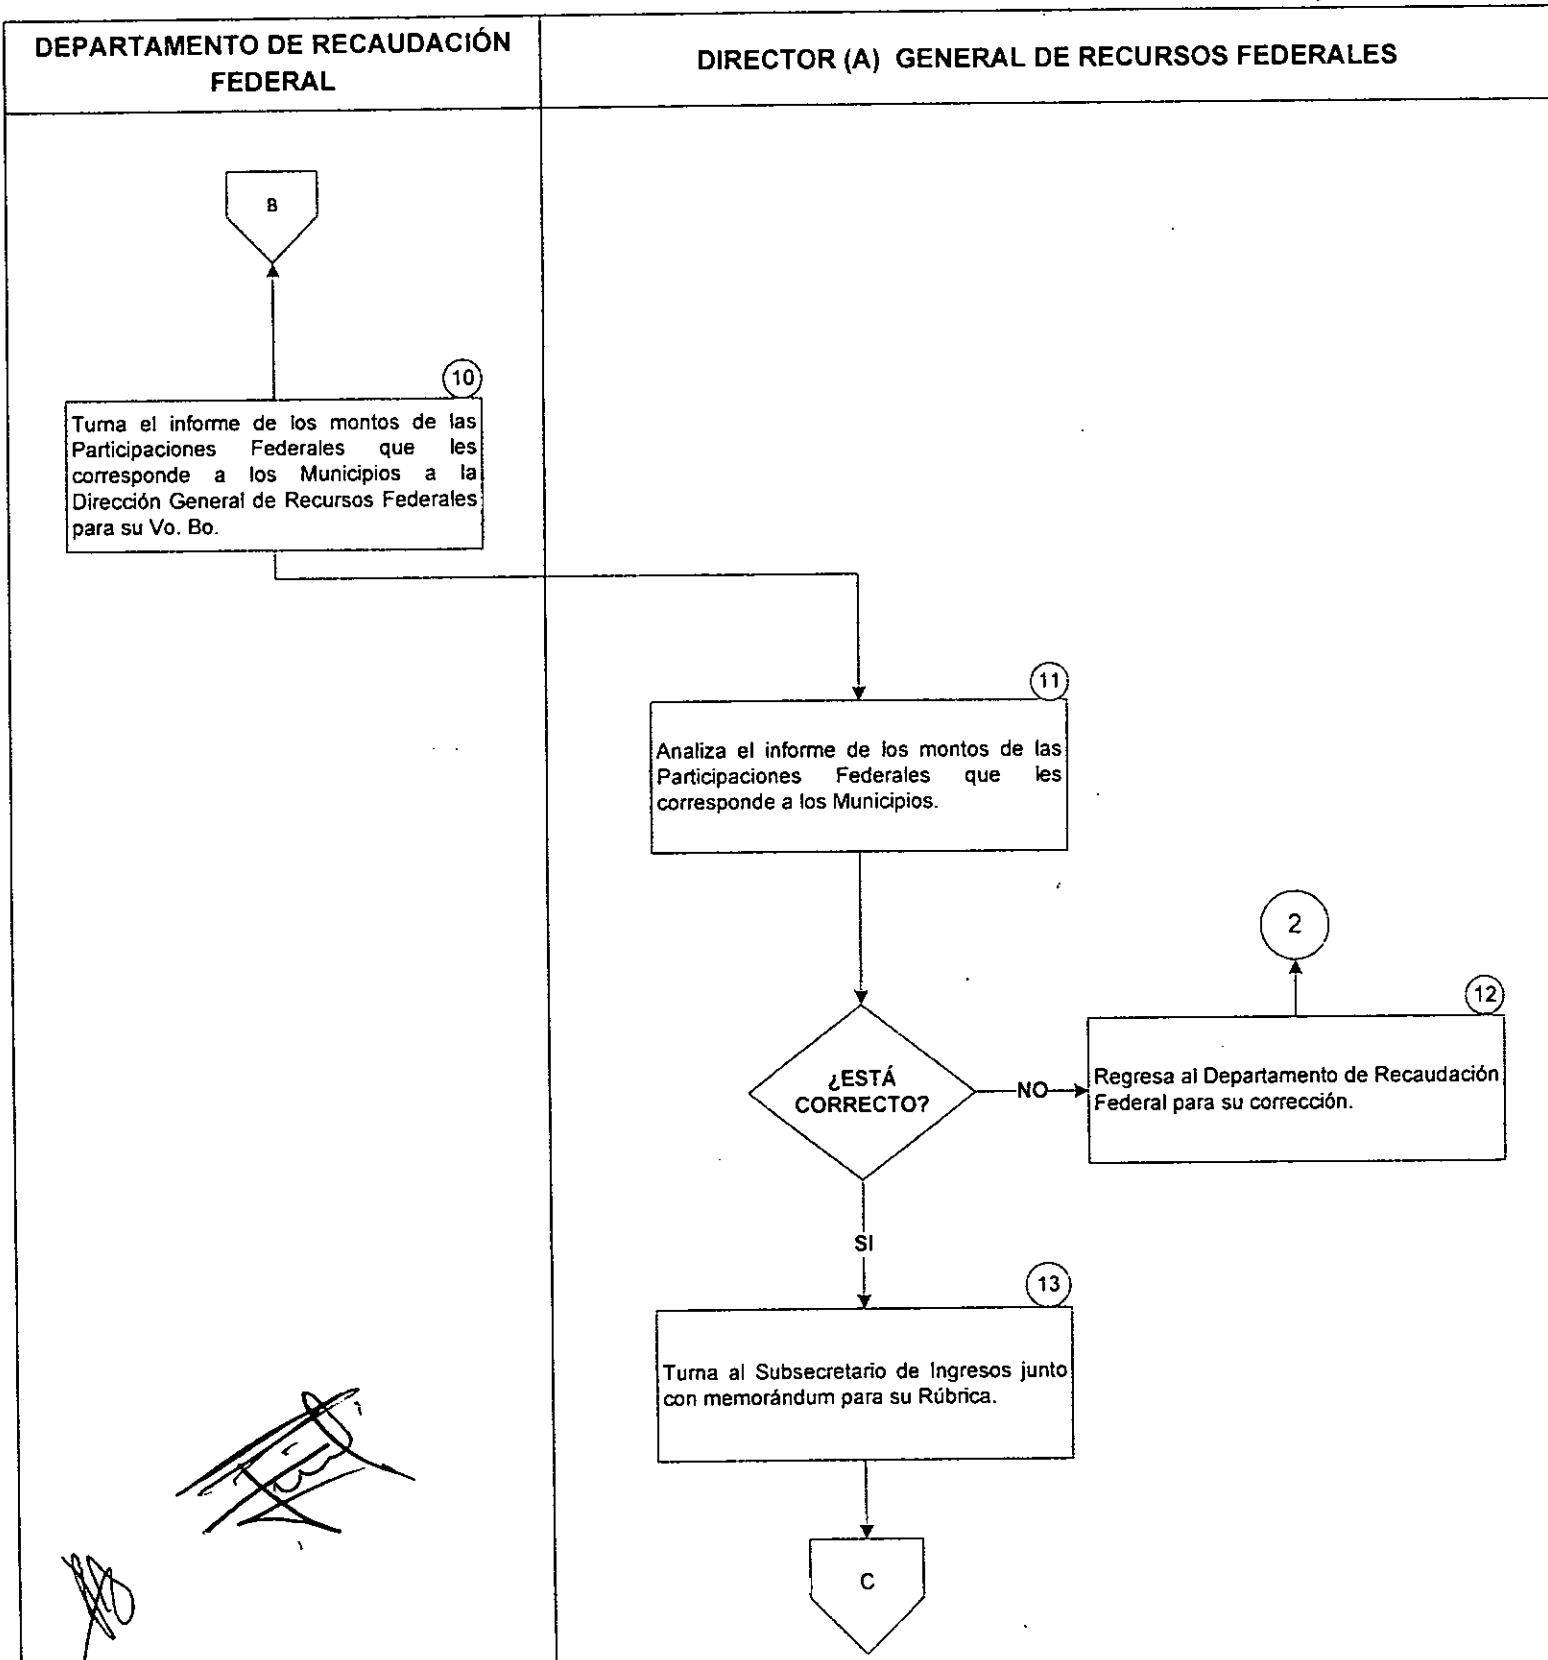 DEPARTAMENTO DE RECAUDACIÓN
FEDERAL
DIRECTOR (A) GENERAL DE RECURSOS FEDERALES
B
10
Turna el informe de los montos de las
Participaciones Federales que les
corresponde a los Municipios a la
Dirección General de Recursos Federales
para su Vo. Bo.
11
Analiza el informe de los montos de las
Participaciones Federales que les
corresponde a los Municipios.
2
12
¿ESTÁ
CORRECTO?
NO
Regresa al Departamento de Recaudación
Federal para su corrección.
SI
13
Turna al Subsecretario de Ingresos junto
con memorándum para su Rúbrica.
C